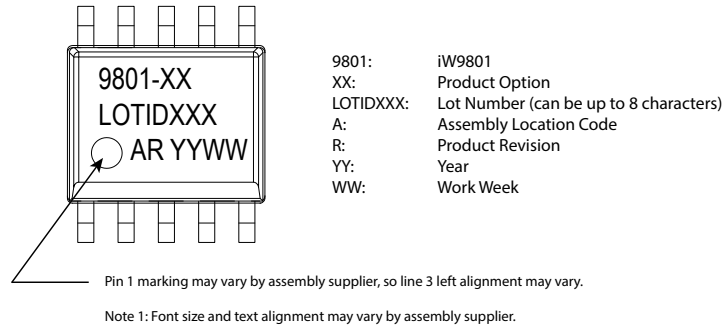 9801-XX
LOTIDXXX
AR YYWW
9801: iW9801
XX: Product Option
LOTIDXXX: Lot Number (can be up to 8 characters)
A: Assembly Location Code
R: Product Revision
YY: Year
WW: Work Week
Pin 1 marking may vary by assembly supplier, so line 3 left alignment may vary.
Note 1: Font size and text alignment may vary by assembly supplier.